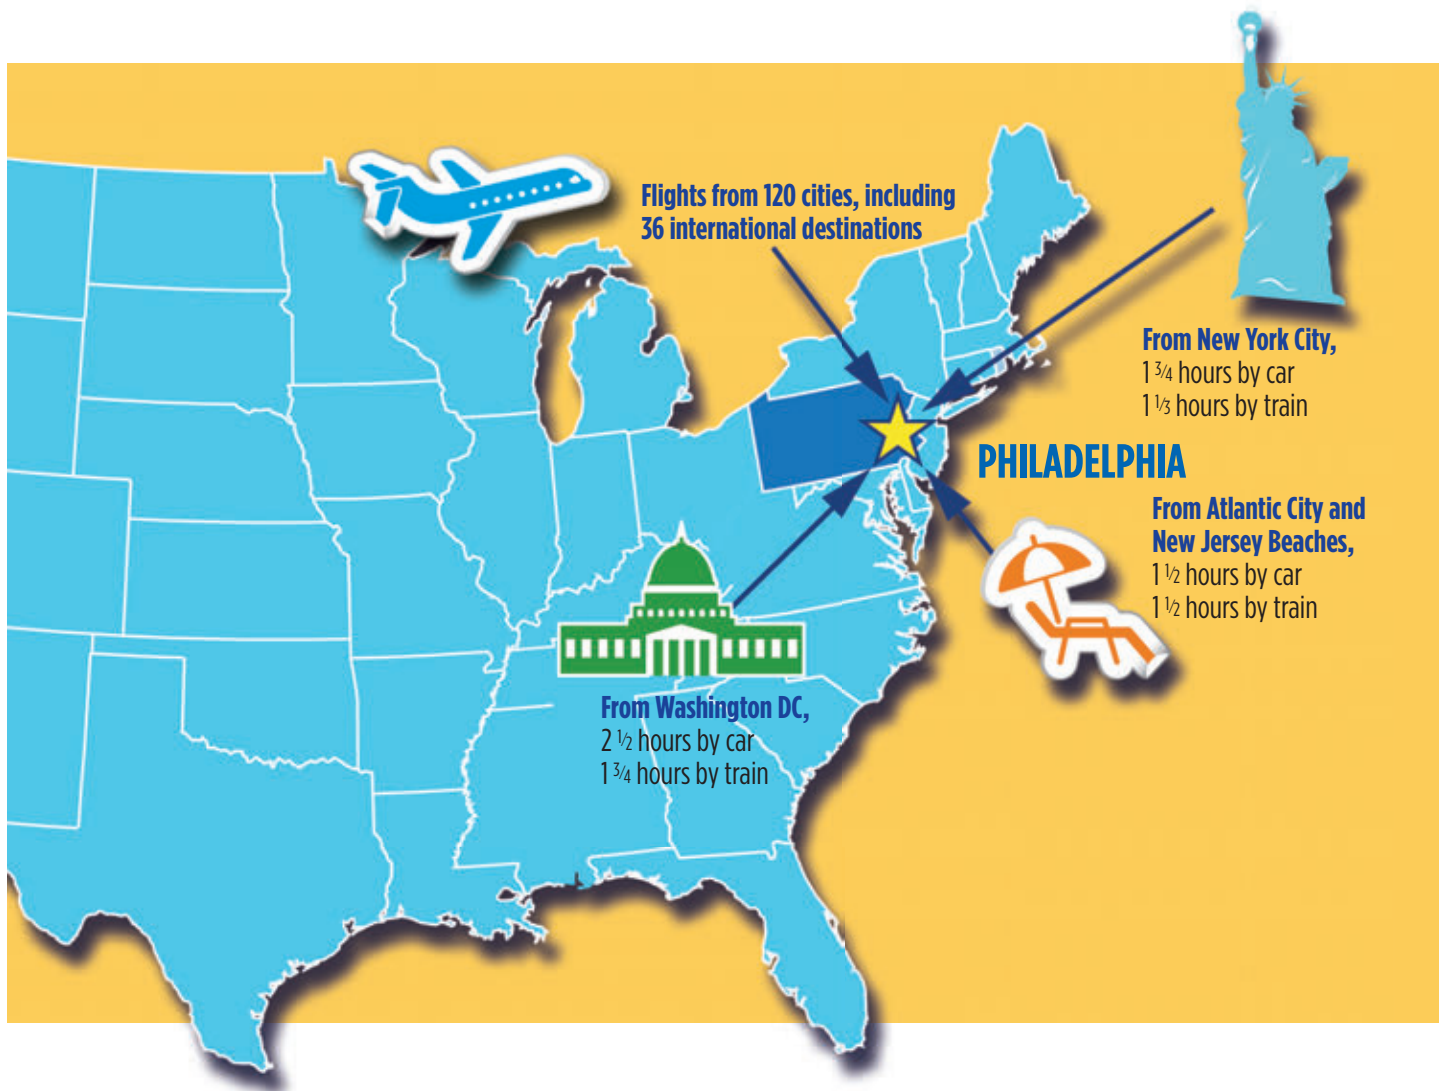 Flights from 120 cities, including
36 international destinations
From New York City,
1 3/4 hours by car
1 1/3 hours by train
PHILADELPHIA
From Atlantic City and
New Jersey Beaches,
1 1/2 hours by car
1 1/2 hours by train
From Washington DC,
2 1/2 hours by car
1 3/4 hours by train